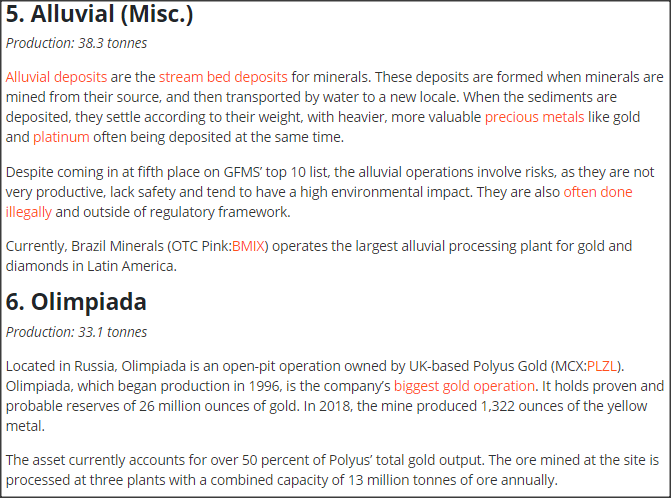 5. Alluvial (Misc.)
Production: 38.3 tonnes
Alluvial deposits are the stream bed deposits for minerals. These deposits are formed when minerals are
mined from their source, and then transported by water to a new locale. When the sediments are
deposited, they settle according to their weight, with heavier, more valuable precious metals like gold
and platinum often being deposited at the same time.
Despite coming in at fifth place on GFMS’ top 10 list, the alluvial operations involve risks, as they are not
very productive, lack safety and tend to have a high environmental impact. They are also often done
illegally and outside of regulatory framework.
Currently, Brazil Minerals (OTC Pink:BMIX) operates the largest alluvial processing plant for gold and
diamonds in Latin America.
6. Olimpiada
Production: 33.1 tonnes
Located in Russia, Olimpiada is an open-pit operation owned by UK-based Polyus Gold (MCX:PLZL).
Olimpiada, which began production in 1996, is the company’s biggest gold operation. It holds proven and
probable reserves of 26 million ounces of gold. In 2018, the mine produced 1,322 ounces of the yellow
metal.
The asset currently accounts for over 50 percent of Polyus’ total gold output. The ore mined at the site is
processed at three plants with a combined capacity of 13 million tonnes of ore annually.